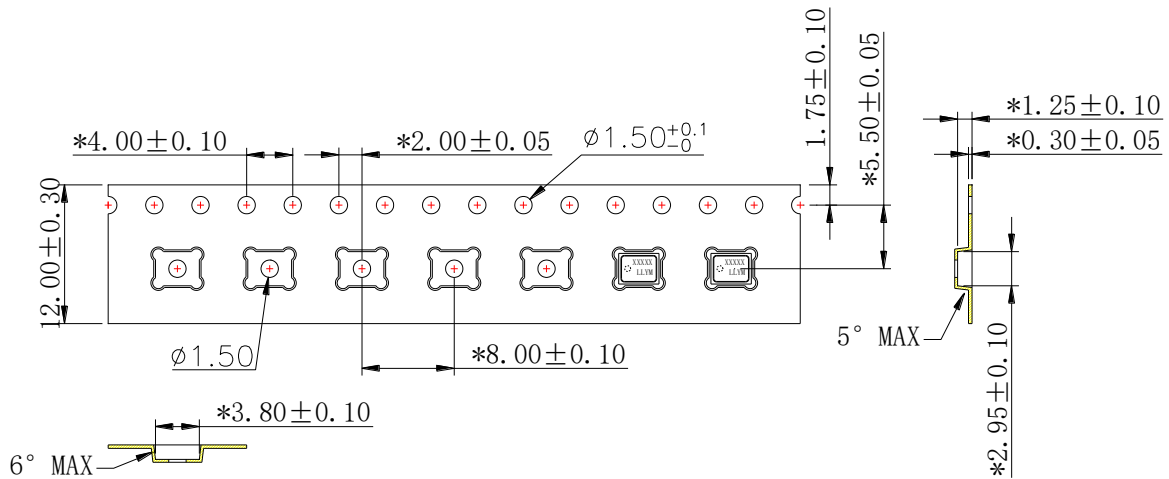 1.75±0.10
*5.50±0.05
*1.25±0.10
*0.30±0.05
*4.00±0.10
*2.00±0.05
⌀1.50+0.1 -0
12.00±0.30
XXXXX
LLYM
XXXXX
LLYM
⌀1.50
*8.00±0.10
5° MAX
*2.95±0.10
*3.80±0.10
6° MAX